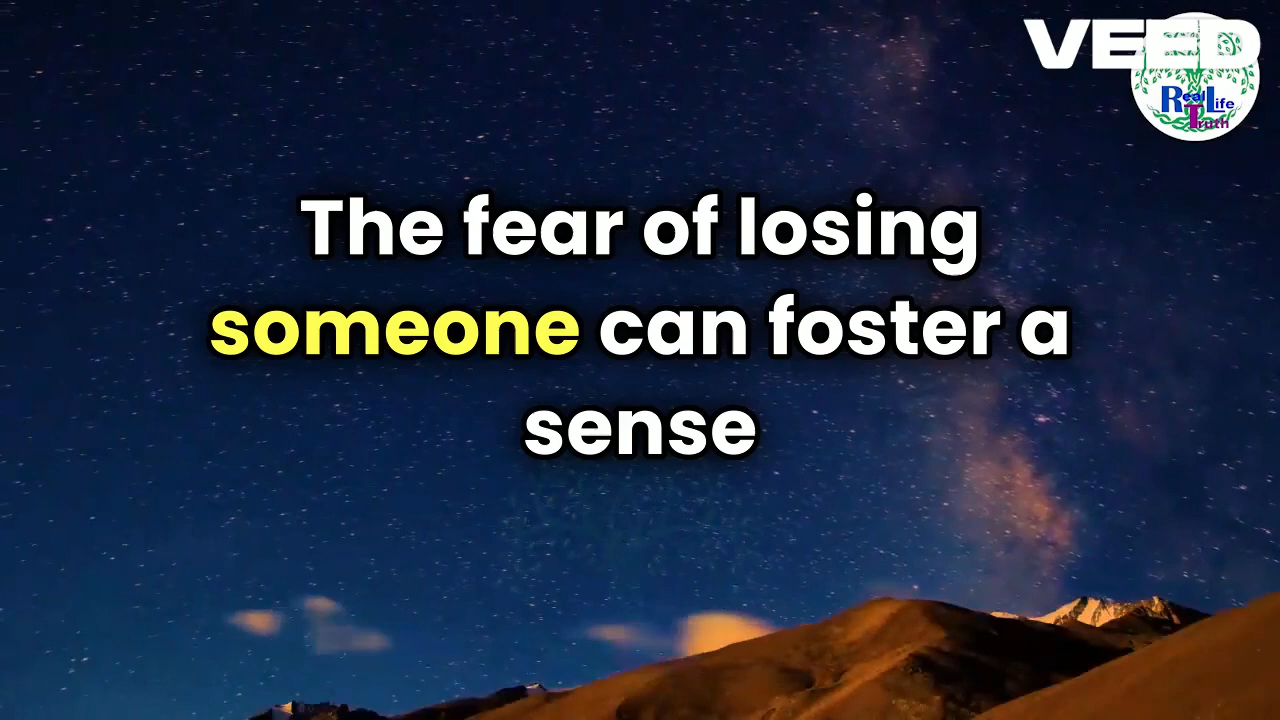 VEED
Real Life
Truth
The fear of losing
someone can foster a
sense